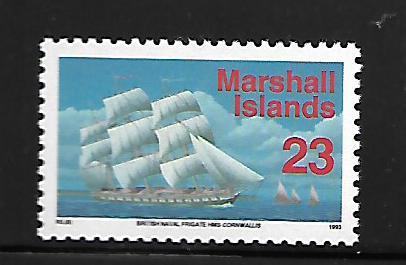 Marshall
Islands
23
BRITISH NAVAL FRIGATE HMS CORNWALLIS
1993